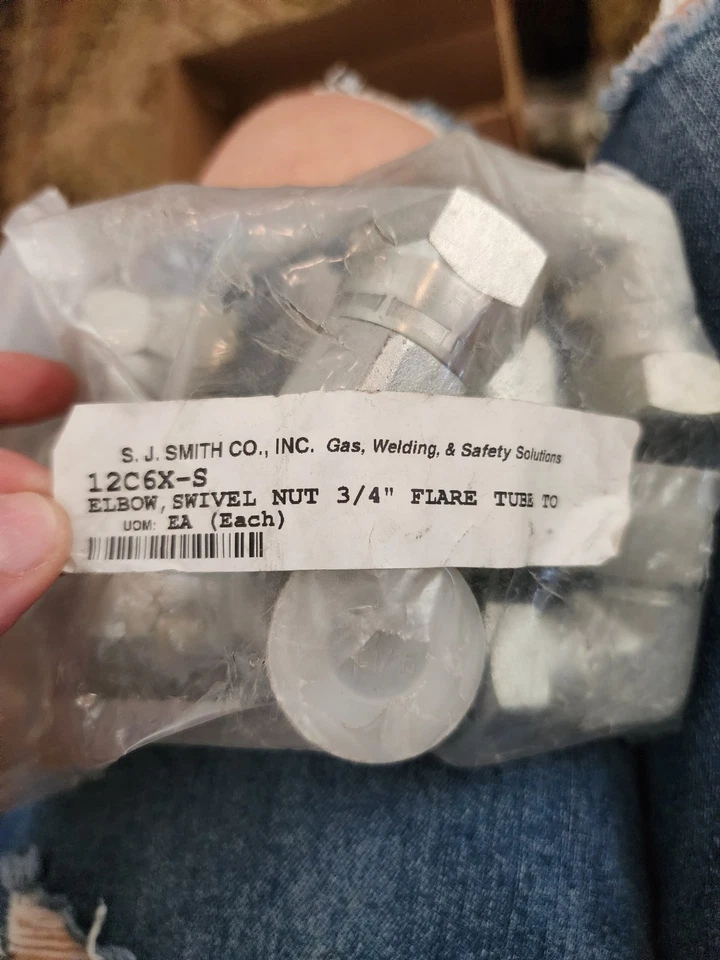 S. J. SMITH CO., INC. Gas, Welding, & Safety Solutions
12C6X-S
ELBOW, SWIVEL NUT 3/4" FLARE TUBE TO
UOM: EA (Each)